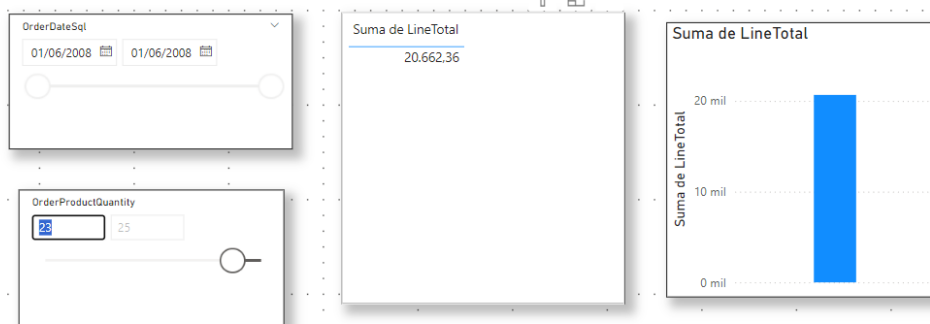 OrderDateSql
01/06/2008 01/06/2008
OrderProductQuantity
23 25
Suma de LineTotal
20.662,36
Suma de LineTotal
Suma de LineTotal
20 mil
10 mil
0 mil